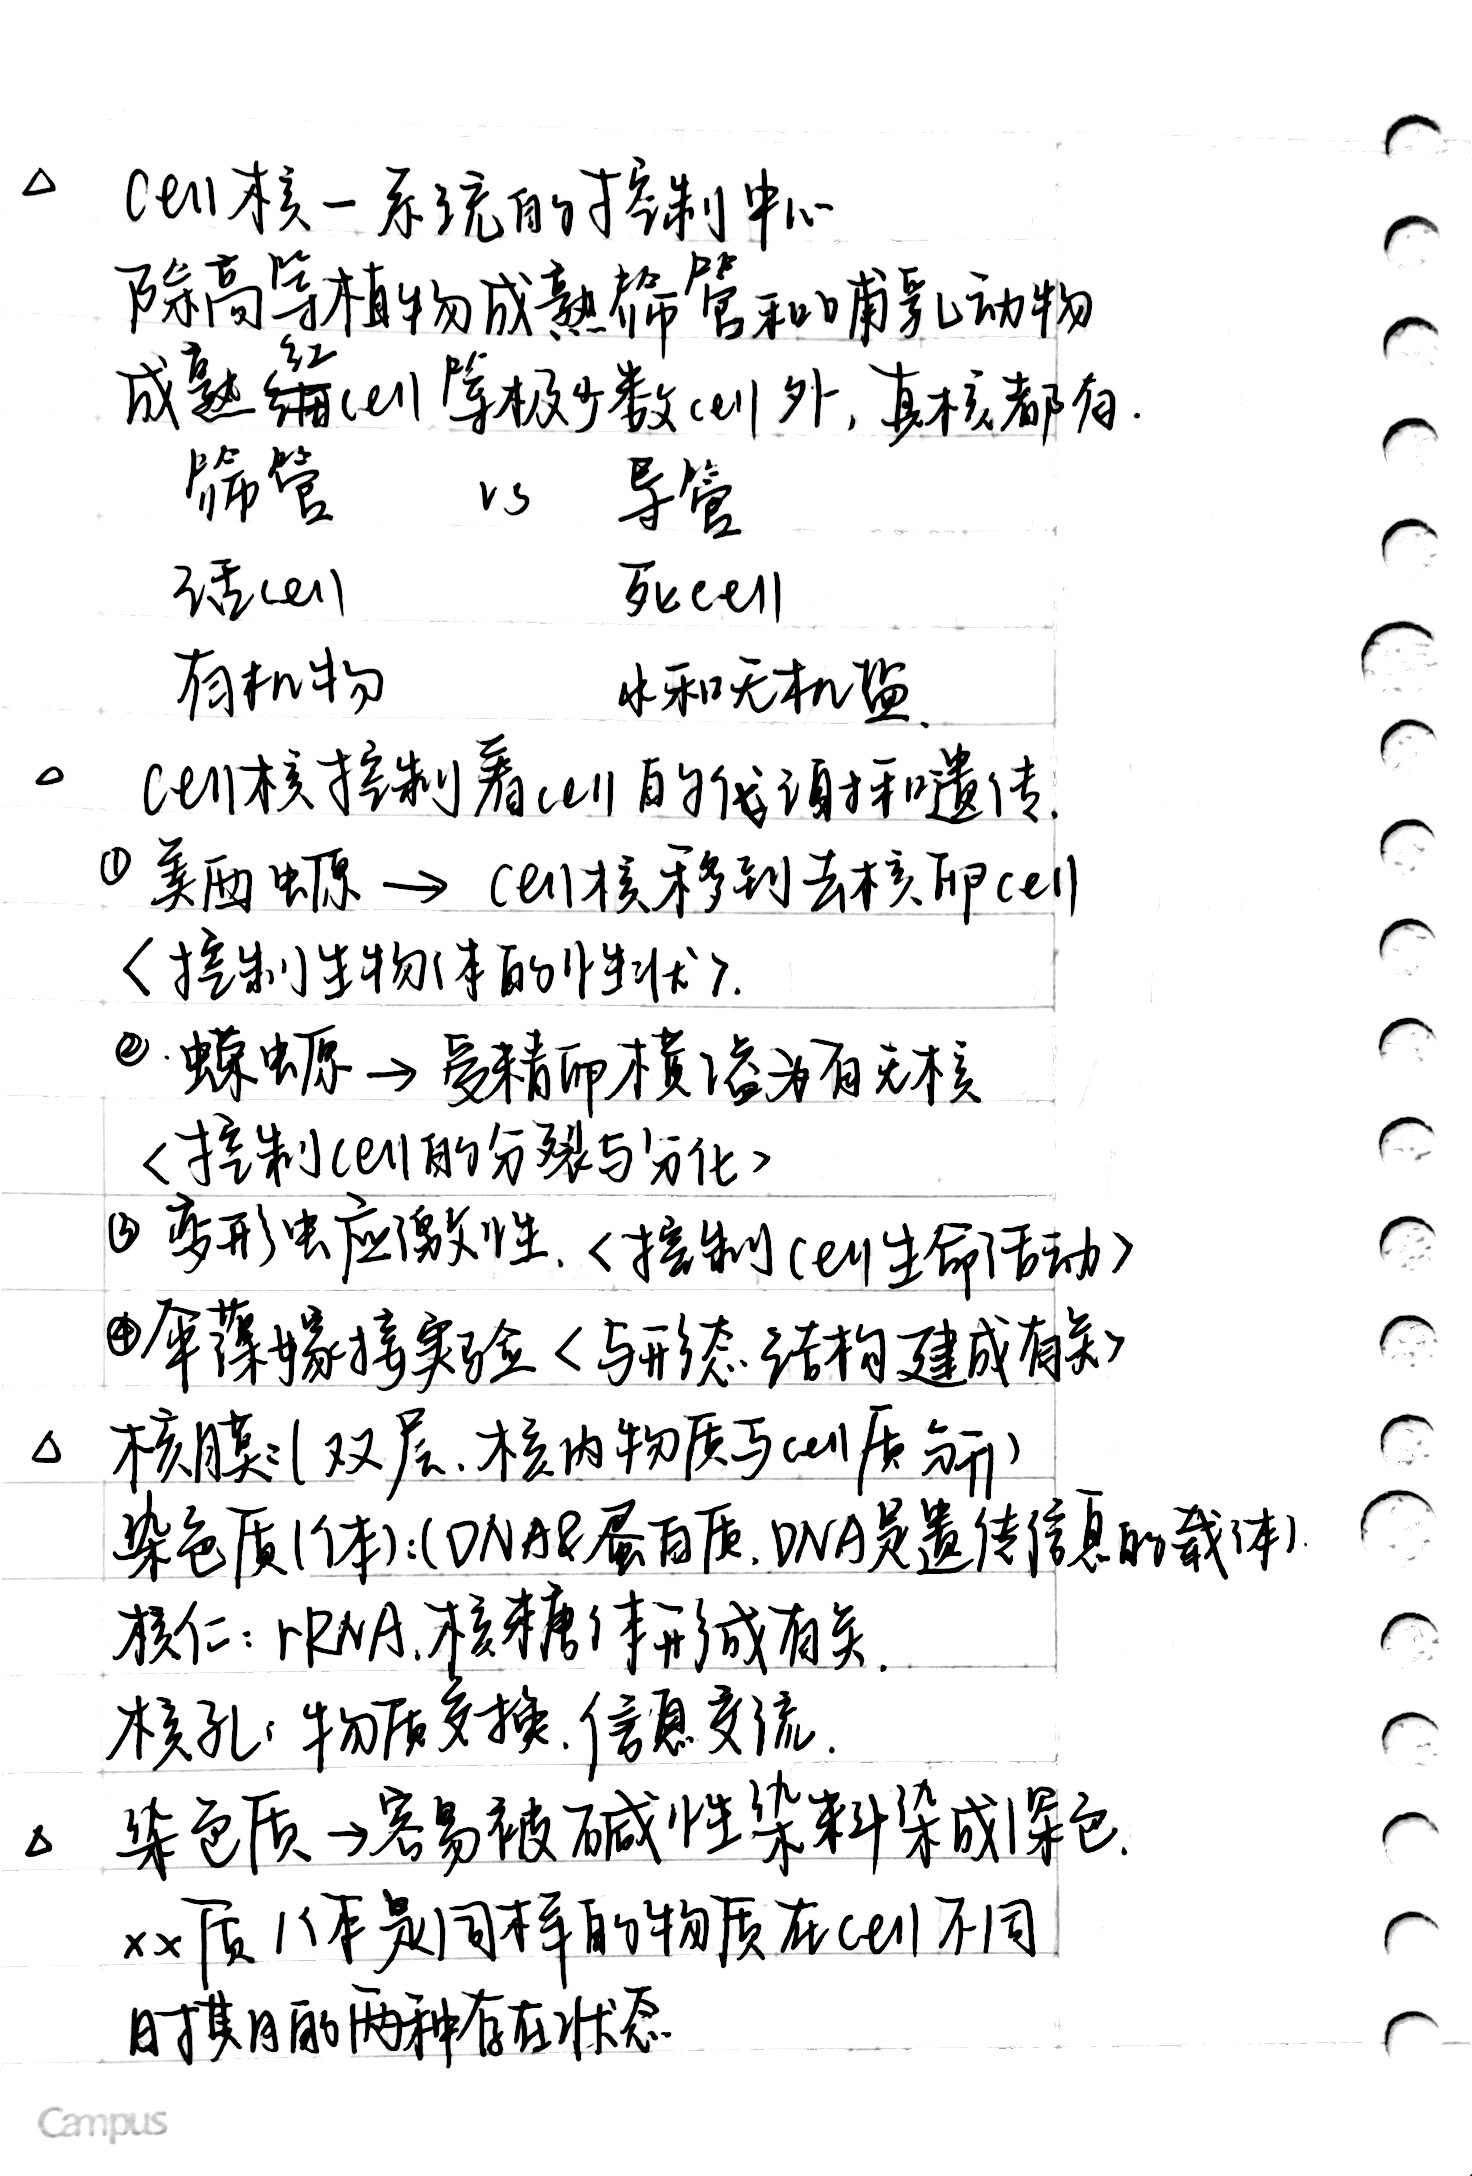 △ cell核—系统的控制中心
除高等植物成熟筛管和哺乳动物
成熟红cell等极少数cell外，真核都有.
筛管 vs 导管
活cell 死cell
有机物 水和无机盐.
△ cell核控制着cell的代谢和遗传.
① 美西螈 → cell核移到去核卵cell
<控制生物体的性状>.
②. 蝾螈 → 受精卵横缢为有无核
<控制cell的分裂与分化>
③ 变形虫应激性. <控制cell生命活动>
④ 伞藻嫁接实验 <与形态.结构建成有关>
△ 核膜:(双层.核内物质与cell质分开)
染色质(体):(DNA&蛋白质.DNA是遗传信息的载体).
核仁: rRNA.核糖体形成有关.
核孔: 物质交换.信息交流.
△ 染色质→容易被碱性染料染成深色.
xx质/体是同样的物质在cell不同
时期的两种存在状态
Campus